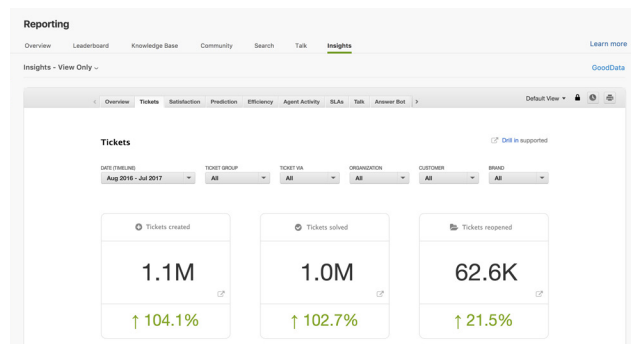 Reporting
Overview Leaderboard Knowledge Base Community Search Talk Insights Learn more
Insights - View Only GoodData
Overview Tickets Satisfaction Prediction Efficiency Agent Activity SLAs Talk Answer Bot Default View
Tickets Drill in supported
DATE (TIMELINE) TICKET GROUP TICKET VIA ORGANIZATION CUSTOMER BRAND
Aug 2016 - Jul 2017 All All All All All
Tickets created Tickets solved Tickets reopened
1.1M 1.0M 62.6K
↑ 104.1% ↑ 102.7% ↑ 21.5%